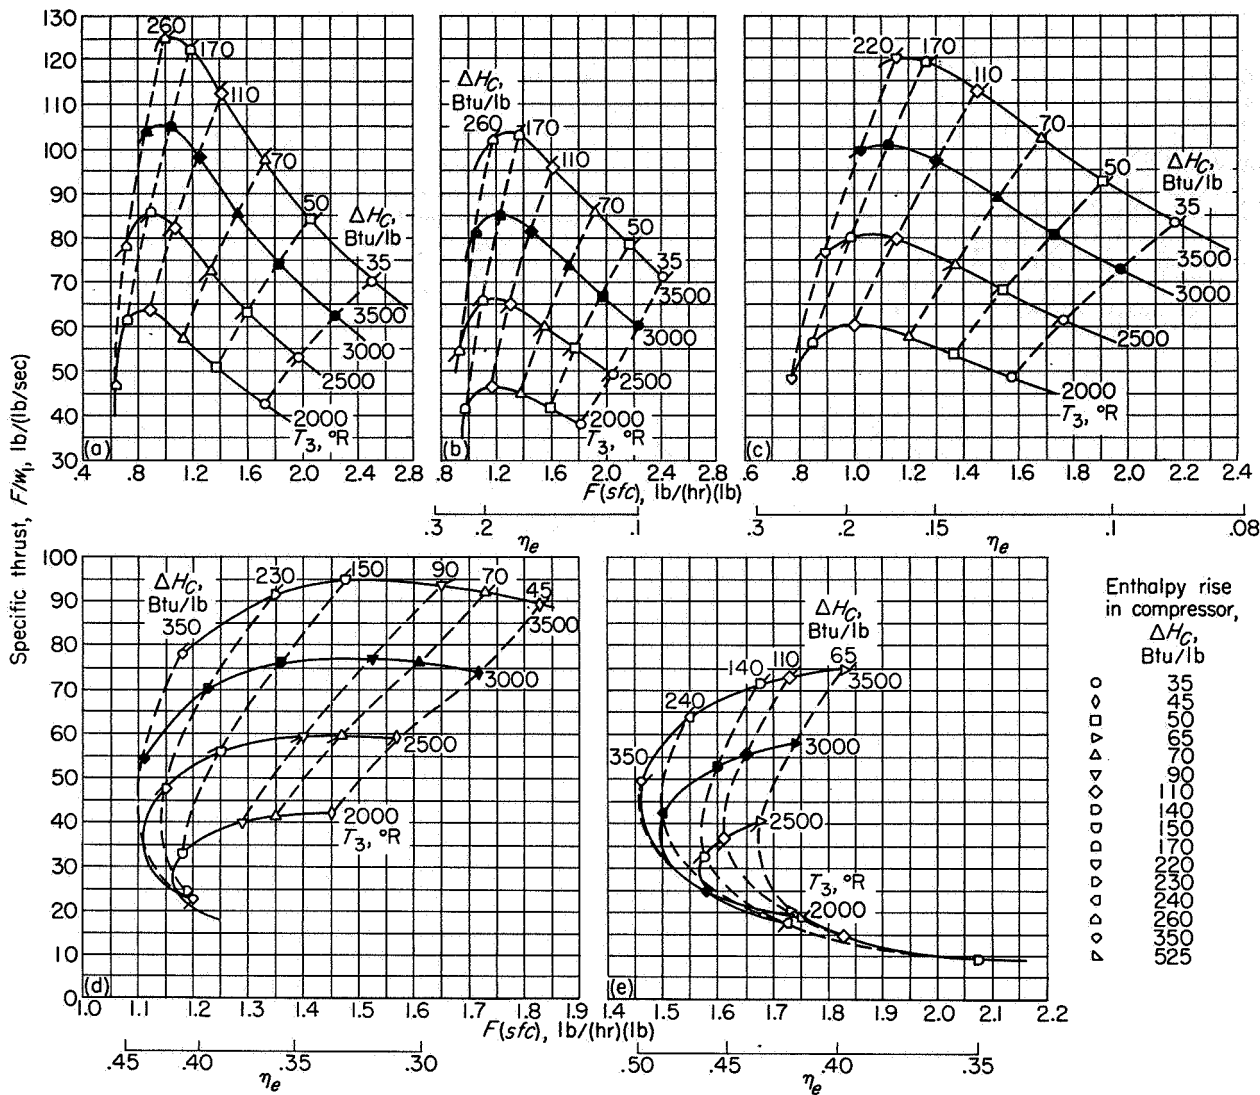 130
120
110
100
90
80
70
60
50
40
30
260
170
110
70
50
ΔH_C,
Btu/lb
35
3500
3000
2500
2000
T_3, °R
(a)
.4 .8 1.2 1.6 2.0 2.4 2.8
ΔH_C,
Btu/lb
260
170
110
70
50
35
3500
3000
2500
2000
T_3, °R
(b)
.4 .8 1.2 1.6 2.0 2.4 2.8
220
170
110
70
50
ΔH_C,
Btu/lb
35
3500
3000
2500
2000
T_3, °R
(c)
.6 1.0 1.2 1.4 1.6 1.8 2.0 2.2 2.4
F(sfc), lb/(hr)(lb)
.3 .2 .1
η_e
.3 .2 .15 .1 .08
η_e
Specific thrust, F/w_1, lb/(lb/sec)
100
90
80
70
60
50
40
30
20
10
0
ΔH_C,
Btu/lb
350
230
150
90
70
45
3500
3000
2500
2000
T_3, °R
(d)
1.0 1.1 1.2 1.3 1.4 1.5 1.6 1.7 1.8 1.9
ΔH_C,
Btu/lb
350
240
140
110
65
3500
3000
2500
T_3, °R
2000
(e)
1.4 1.5 1.6 1.7 1.8 1.9 2.0 2.1 2.2
F(sfc), lb/(hr)(lb)
.45 .40 .35 .30
η_e
.50 .45 .40 .35
η_e
Enthalpy rise
in compressor,
ΔH_C,
Btu/lb
35
45
50
65
70
90
110
140
150
170
220
230
240
260
350
525